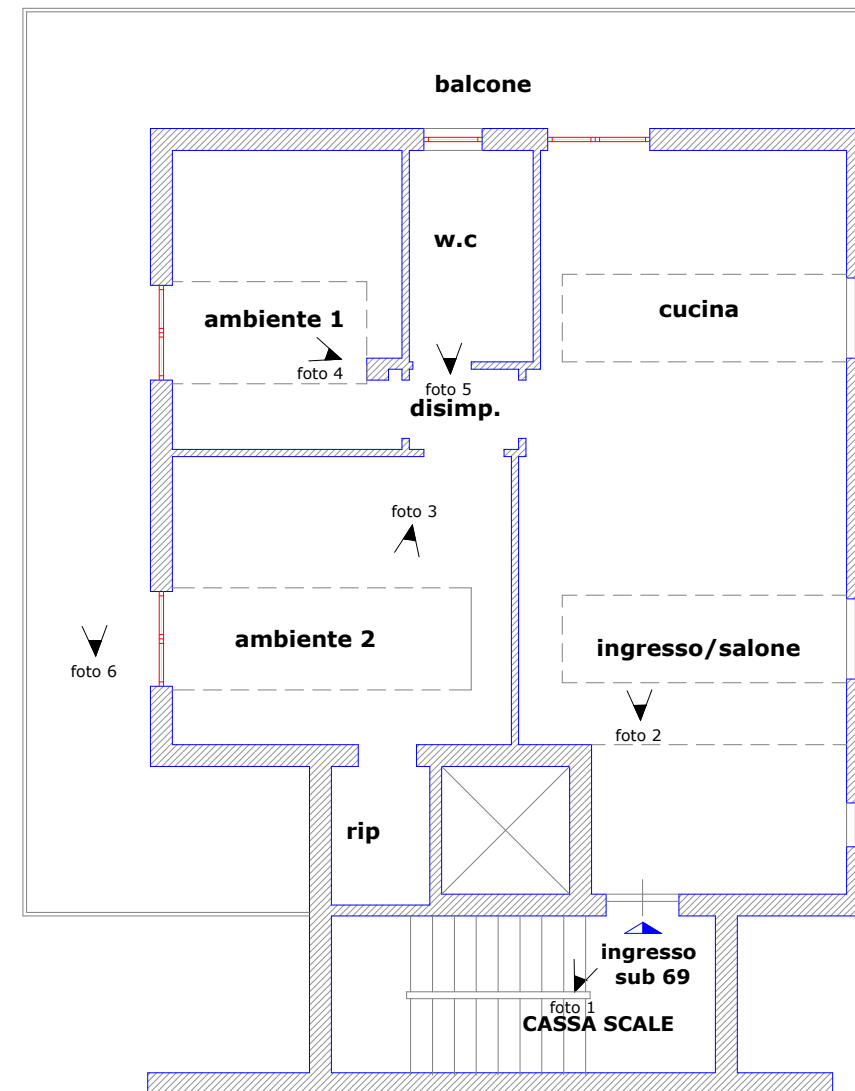 balcone
w.c
cucina
ambiente 1
foto 4
foto 5
disimp.
foto 3
ambiente 2
ingresso/salone
foto 6
foto 2
rip
ingresso
sub 69
foto 1
CASSA SCALE